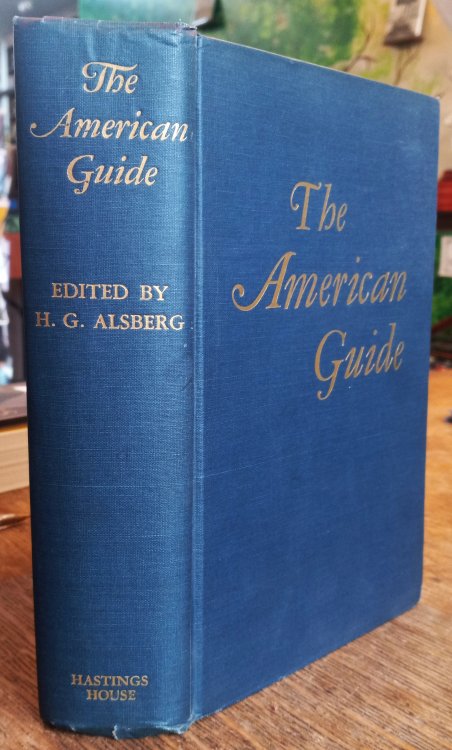 The
American
Guide
EDITED BY
H. G. ALSBERG
HASTINGS
HOUSE
The
American
Guide